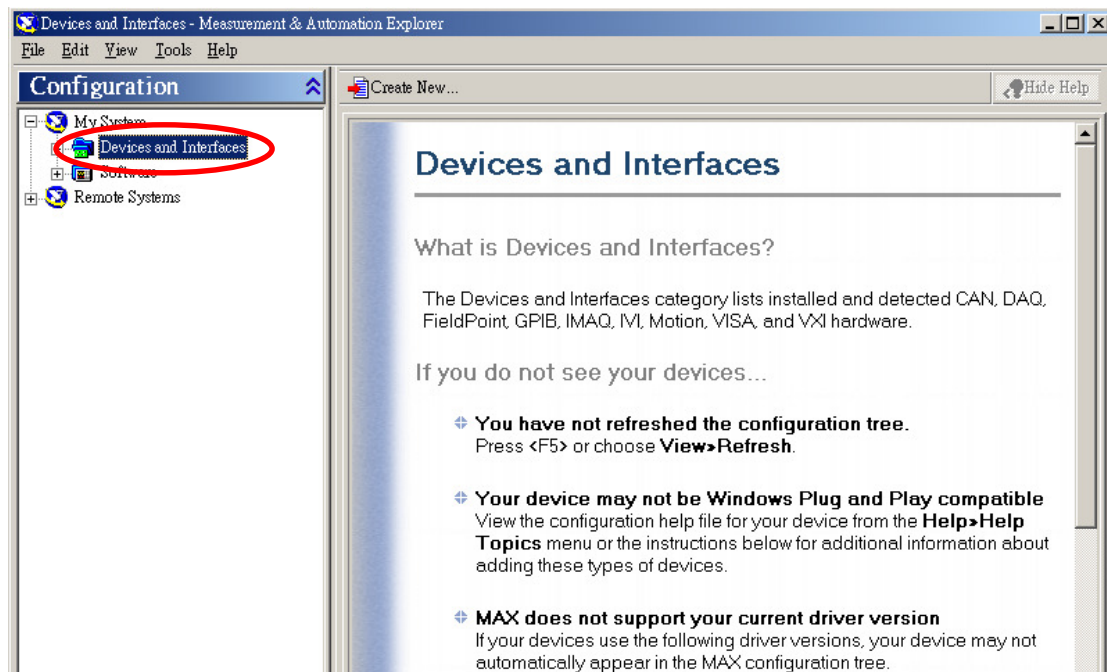 Devices and Interfaces - Measurement & Automation Explorer
File Edit View Tools Help
Configuration
Create New...
Hide Help
My System
Devices and Interfaces
Software
Remote Systems
Devices and Interfaces
What is Devices and Interfaces?
The Devices and Interfaces category lists installed and detected CAN, DAQ,
FieldPoint, GPIB, IMAQ, IVI, Motion, VISA, and VXI hardware.
If you do not see your devices...
You have not refreshed the configuration tree.
Press <F5> or choose View»Refresh.
Your device may not be Windows Plug and Play compatible
View the configuration help file for your device from the Help»Help
Topics menu or the instructions below for additional information about
adding these types of devices.
MAX does not support your current driver version
If your devices use the following driver versions, your device may not
automatically appear in the MAX configuration tree.